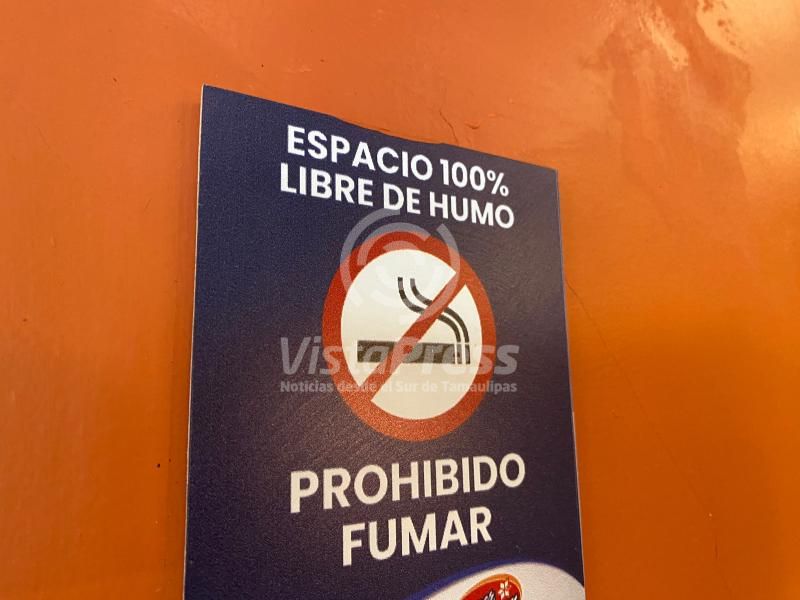 ESPACIO 100%
LIBRE DE HUMO
VistaPress
Noticias desde el Sur de Tamaulipas
PROHIBIDO
FUMAR